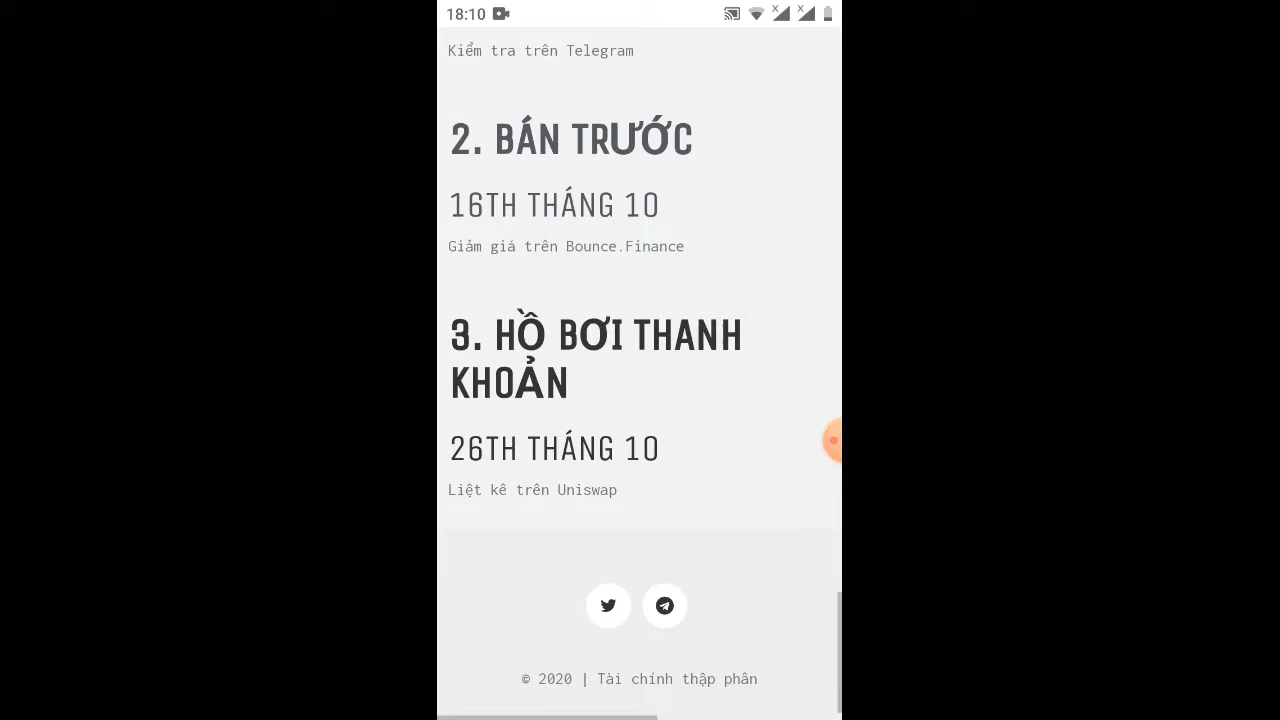 18:10
Kiểm tra trên Telegram
2. BÁN TRƯỚC
16TH THÁNG 10
Giảm giá trên Bounce.Finance
3. HỒ BƠI THANH
KHOẢN
26TH THÁNG 10
Liệt kê trên Uniswap
© 2020 | Tài chính thập phân